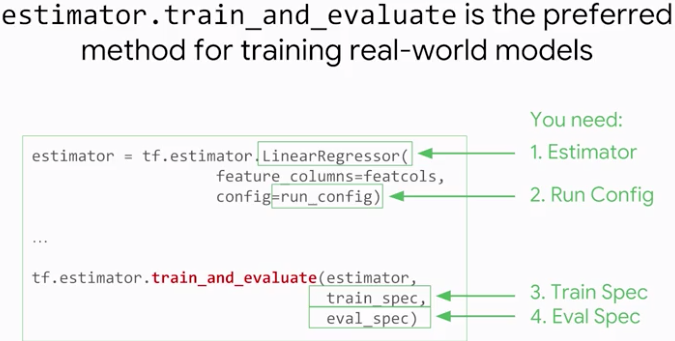 estimator.train_and_evaluate is the preferred
method for training real-world models
You need:
estimator = tf.estimator.LinearRegressor(
1. Estimator
feature_columns=featcols,
config=run_config)
2. Run Config
...
tf.estimator.train_and_evaluate(estimator,
train_spec,
3. Train Spec
eval_spec)
4. Eval Spec